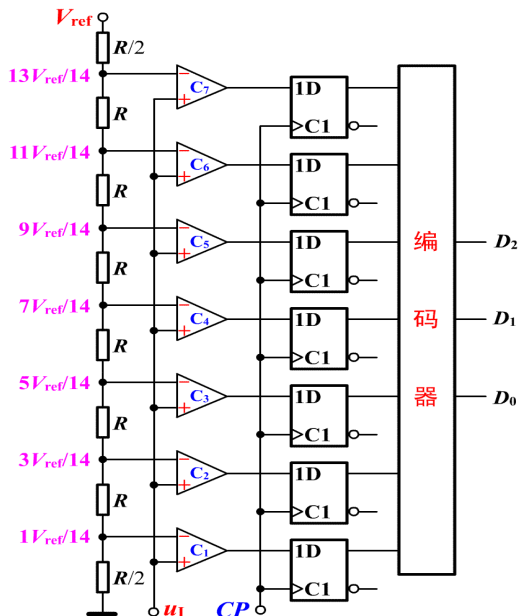 Vref
R/2
13Vref/14
R
11Vref/14
R
9Vref/14
R
7Vref/14
R
5Vref/14
R
3Vref/14
R
1Vref/14
R/2
− + C7
− + C6
− + C5
− + C4
− + C3
− + C2
− + C1
1D
C1
1D
C1
1D
C1
1D
C1
1D
C1
1D
C1
1D
C1
编
码
器
D2
D1
D0
uI
CP